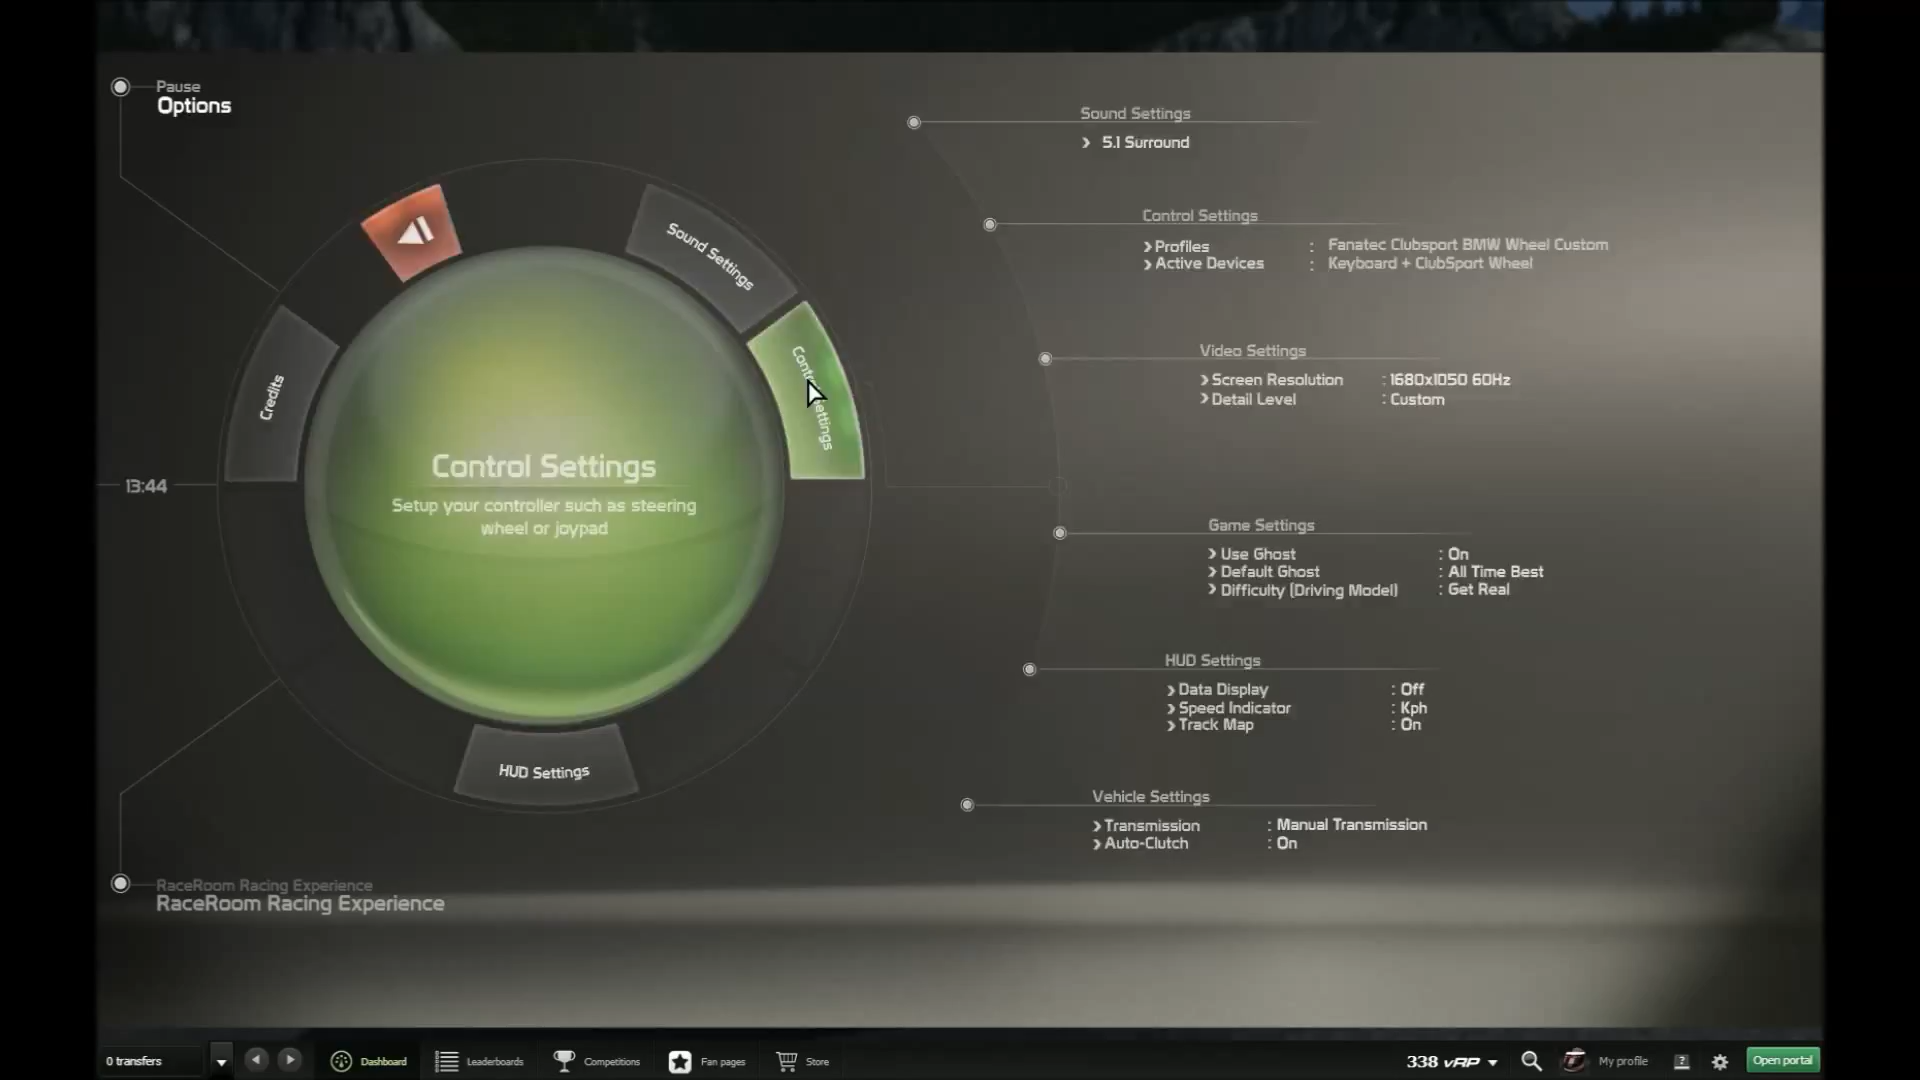 Pause
Options
Sound Settings
Control Settings
Credits
HUD Settings
Control Settings
Setup your controller such as steering
wheel or joypad
13:44
RaceRoom Racing Experience
RaceRoom Racing Experience
Sound Settings
5.1 Surround
Control Settings
Profiles : Fanatec Clubsport BMW Wheel Custom
Active Devices : Keyboard + ClubSport Wheel
Video Settings
Screen Resolution : 1680x1050 60Hz
Detail Level : Custom
Game Settings
Use Ghost : On
Default Ghost : All Time Best
Difficulty (Driving Model) : Get Real
HUD Settings
Data Display : Off
Speed Indicator : Kph
Track Map : On
Vehicle Settings
Transmission : Manual Transmission
Auto-Clutch : On
0 transfers Dashboard Leaderboards Competitions Fan pages Store 338 vRP My profile ? Open portal